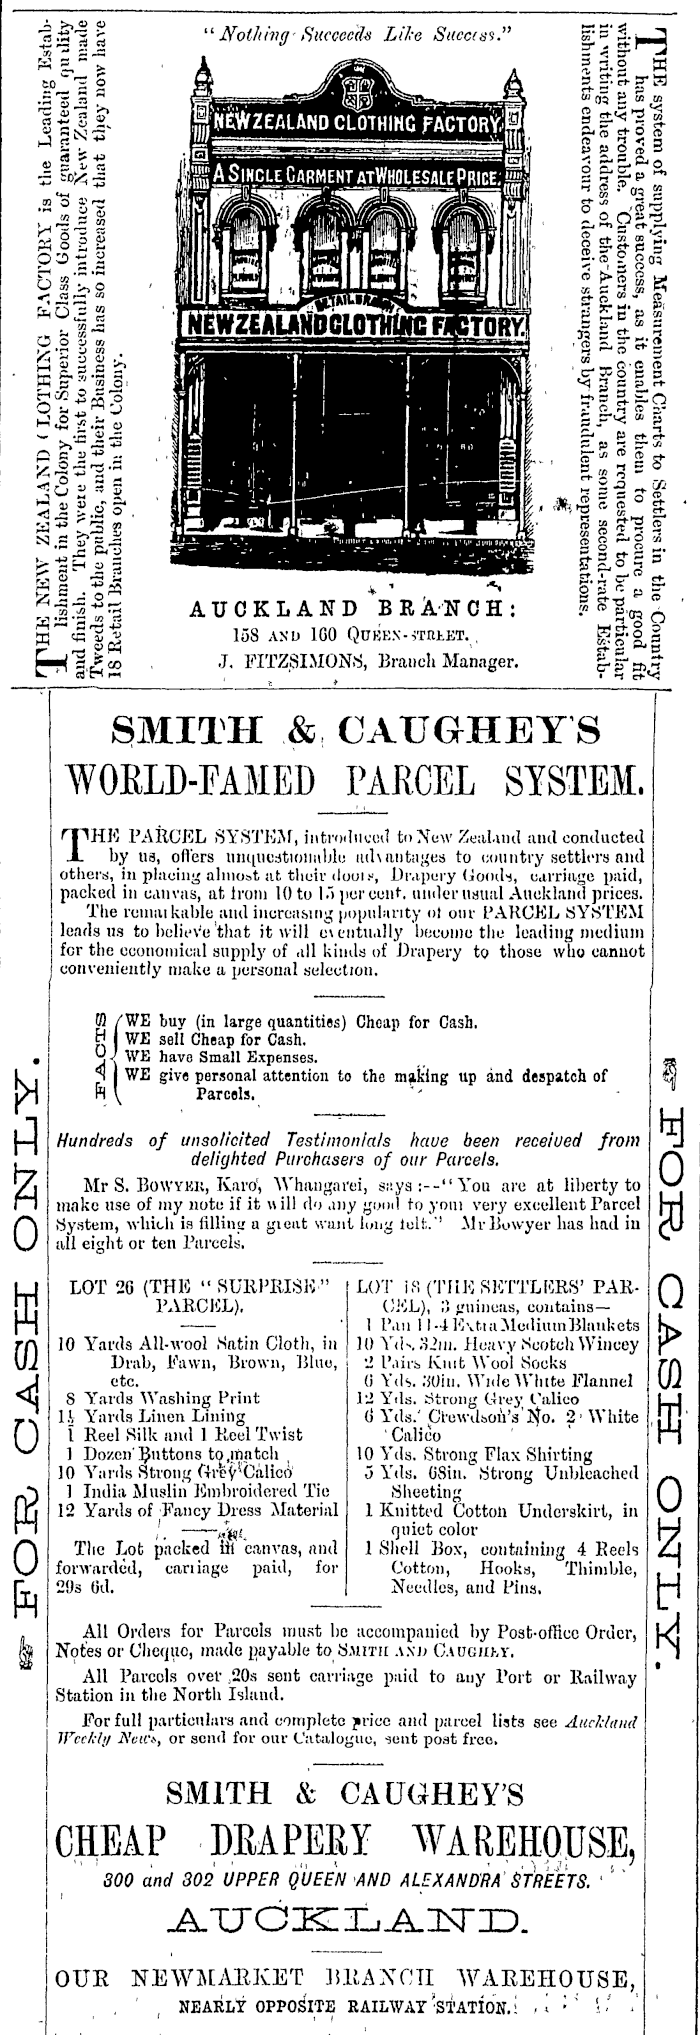 "Nothing Succeeds Like Success."
THE NEW ZEALAND CLOTHING FACTORY is the Leading Estab-
lishment in the Colony for Superior Class Goods of guaranteed quality
and finish. They were the first to successfully introduce New Zealand made
Tweeds to the public, and their Business has so increased that they now have
18 Retail Branches open in the Colony.
NEW ZEALAND CLOTHING FACTORY
A SINGLE GARMENT AT WHOLESALE PRICE
RETAIL BRANCH
NEW ZEALAND CLOTHING FACTORY.
THE system of supplying Measurement Charts to Settlers in the Country
has proved a great success, as it enables them to procure a good fit
without any trouble. Customers in the country are requested to be particular
in writing the address of the Auckland Branch, as some second-rate Estab-
lishments endeavour to deceive strangers by fraudulent representations.
AUCKLAND BRANCH:
158 AND 160 QUEEN-STREET.
J. FITZSIMONS, Branch Manager.
SMITH & CAUGHEY'S
WORLD-FAMED PARCEL SYSTEM.
THE PARCEL SYSTEM, introduced to New Zealand and conducted
by us, offers unquestionable advantages to country settlers and
others, in placing almost at their doors, Drapery Goods, carriage paid,
packed in canvas, at from 10 to 15 per cent. under usual Auckland prices.
The remarkable and increasing popularity of our PARCEL SYSTEM
leads us to believe that it will eventually become the leading medium
for the economical supply of all kinds of Drapery to those who cannot
conveniently make a personal selection.
FACTS
WE buy (in large quantities) Cheap for Cash.
WE sell Cheap for Cash.
WE have Small Expenses.
WE give personal attention to the making up and despatch of
Parcels.
Hundreds of unsolicited Testimonials have been received from
delighted Purchasers of our Parcels.
Mr S. BOWYER, Karo, Whangarei, says:--"You are at liberty to
make use of my note if it will do any good to your very excellent Parcel
System, which is filling a great want long felt." Mr Bowyer has had in
all eight or ten Parcels.
LOT 26 (THE "SURPRISE"
PARCEL).
10 Yards All-wool Satin Cloth, in
Drab, Fawn, Brown, Blue,
etc.
8 Yards Washing Print
1½ Yards Linen Lining
1 Reel Silk and 1 Reel Twist
1 Dozen Buttons to match
10 Yards Strong Grey Calico
1 India Muslin Embroidered Tie
12 Yards of Fancy Dress Material
The Lot packed in canvas, and
forwarded, carriage paid, for
29s 6d.
LOT 18 (THE SETTLERS' PAR-
CEL), 3 guineas, contains—
1 Pair 11-4 Extra Medium Blankets
10 Yds. 32in. Heavy Scotch Wincey
2 Pairs Knit Wool Socks
6 Yds. 30in. Wide White Flannel
12 Yds. Strong Grey Calico
6 Yds. Crewdson's No. 2 White
Calico
10 Yds. Strong Flax Shirting
5 Yds. 68in. Strong Unbleached
Sheeting
1 Knitted Cotton Underskirt, in
quiet color
1 Shell Box, containing 4 Reels
Cotton, Hooks, Thimble,
Needles, and Pins.
All Orders for Parcels must be accompanied by Post-office Order,
Notes or Cheque, made payable to SMITH AND CAUGHEY.
All Parcels over 20s sent carriage paid to any Port or Railway
Station in the North Island.
For full particulars and complete price and parcel lists see Auckland
Weekly News, or send for our Catalogue, sent post free.
SMITH & CAUGHEY'S
CHEAP DRAPERY WAREHOUSE,
300 and 302 UPPER QUEEN AND ALEXANDRA STREETS.
AUCKLAND.
OUR NEWMARKET BRANCH WAREHOUSE,
NEARLY OPPOSITE RAILWAY STATION.
FOR CASH ONLY.
FOR CASH ONLY.